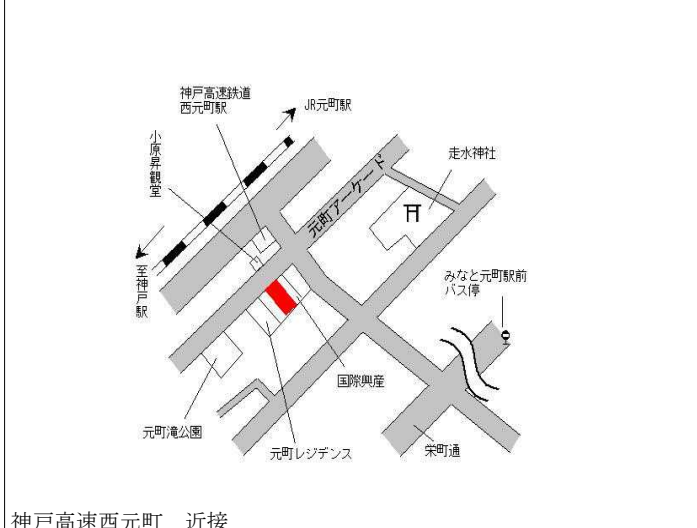 神戸高速鉄道
西元町駅
JR元町駅
小原昇観堂
走水神社
元町アーケード
至神戸駅
みなと元町駅前
バス停
国際興産
元町滝公園
元町レジデンス
栄町通
神戸高速西元町　近接